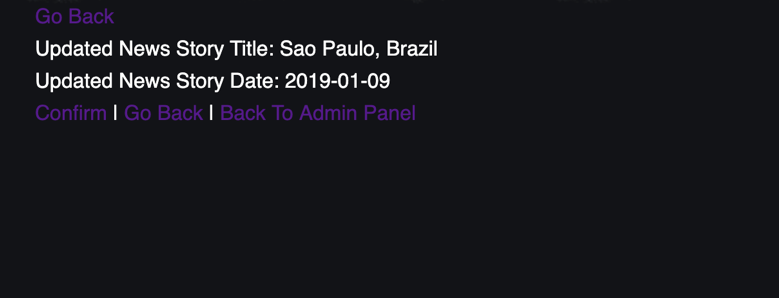 Go Back
Updated News Story Title: Sao Paulo, Brazil
Updated News Story Date: 2019-01-09
Confirm | Go Back | Back To Admin Panel